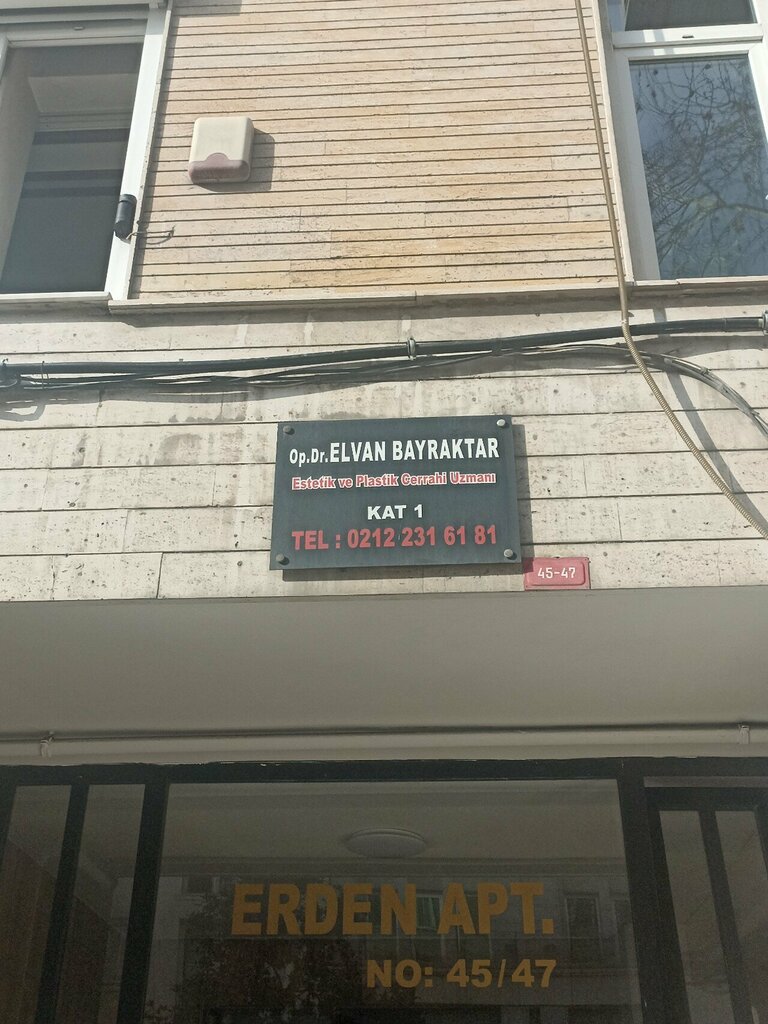 Op.Dr.ELVAN BAYRAKTAR
Estetik ve Plastik Cerrahi Uzmanı
KAT 1
TEL : 0212 231 61 81
45-47
ERDEN APT.
NO: 45/47